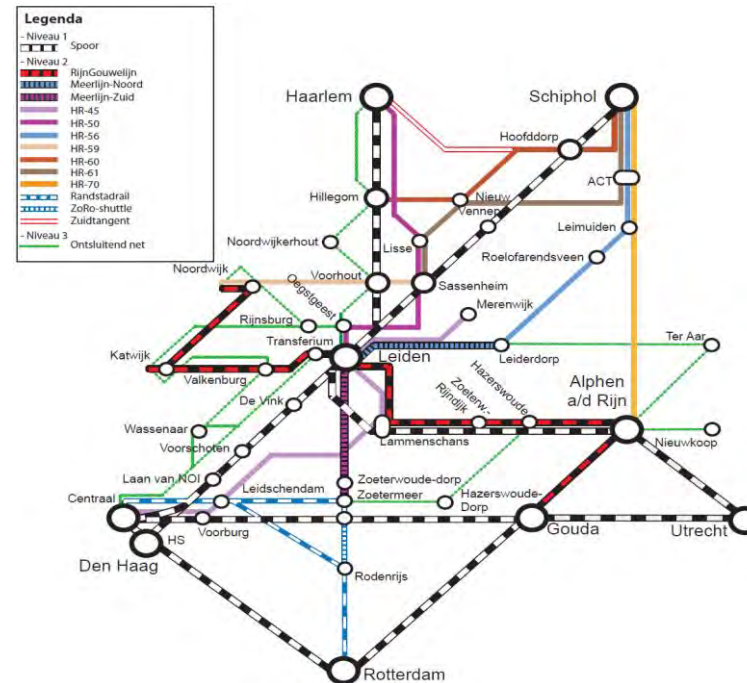 Legenda
- Niveau 1
Spoor
- Niveau 2
RijnGouwelijn
Meerlijn-Noord
Meerlijn-Zuid
HR-45
HR-50
HR-56
HR-59
HR-60
HR-61
HR-70
Randstadrail
ZoRo-shuttle
Zuidtangent
- Niveau 3
Ontsluitend net
Haarlem
Schiphol
Hoofddorp
ACT
Hillegom
Nieuw
Vennep
Noordwijkerhout
Lisse
Leimuiden
Roelofarendsveen
Noordwijk
Voorhout
Sassenheim
Oegstgeest
Merenwijk
Rijnsburg
Transferium
Leiden
Leiderdorp
Ter Aar
Katwijk
Valkenburg
Hazerswoude
Zoeterw.-
Rijndijk
Alphen
a/d Rijn
De Vink
Wassenaar
Voorschoten
Lammenschans
Nieuwkoop
Laan van NOI
Zoeterwoude-dorp
Leidschendam
Zoetermeer
Hazerswoude-
Dorp
Centraal
Voorburg
HS
Den Haag
Gouda
Utrecht
Rodenrijs
Rotterdam